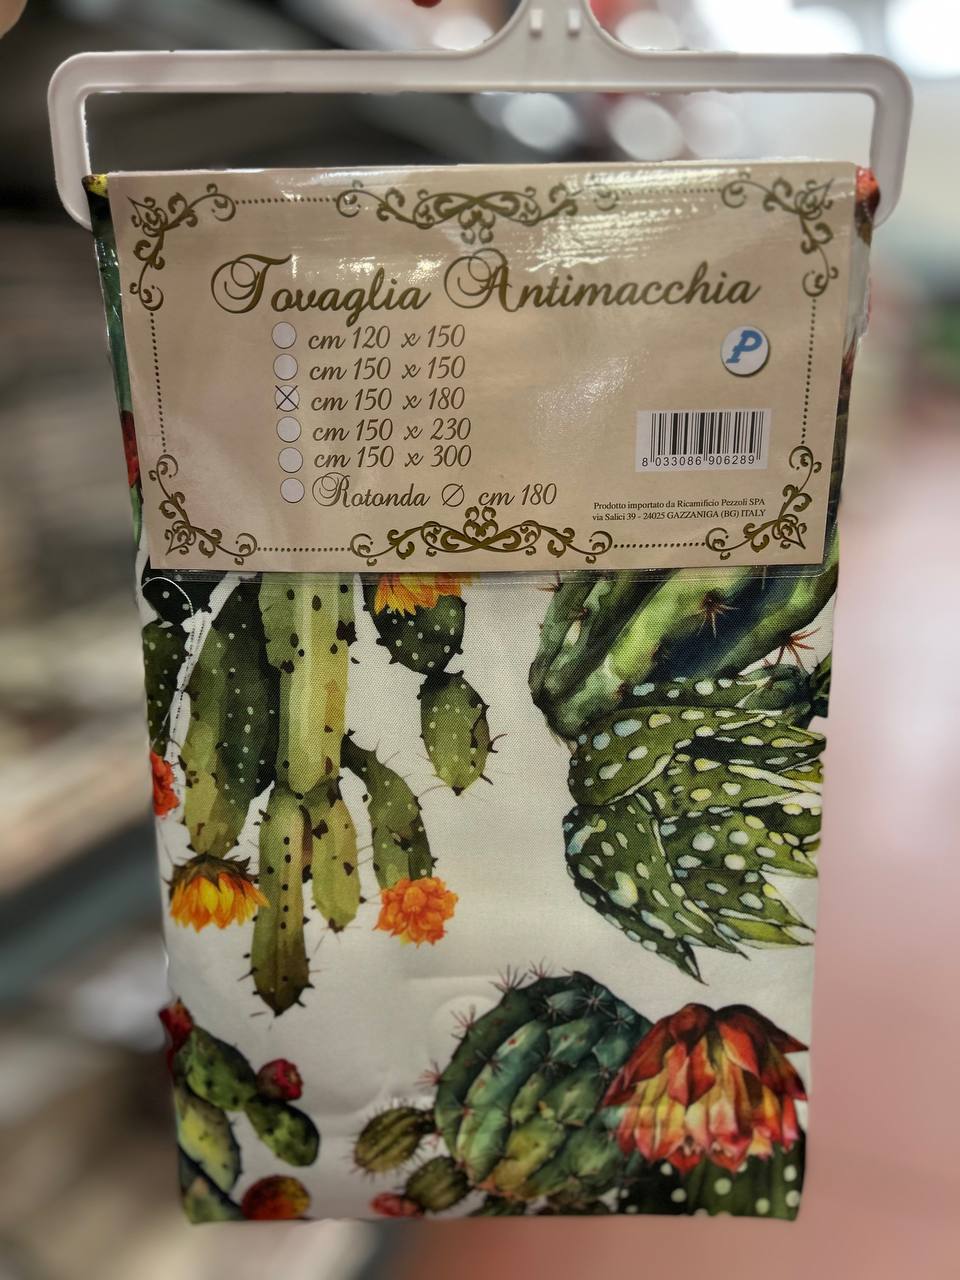 Tovaglia Antimacchia
cm 120 x 150
cm 150 x 150
cm 150 x 180
cm 150 x 230
cm 150 x 300
Rotonda ∅ cm 180
P
8 033086 906289
Prodotto importato da Ricamificio Pezzoli SPA
via Salici 39 - 24025 GAZZANIGA (BG) ITALY